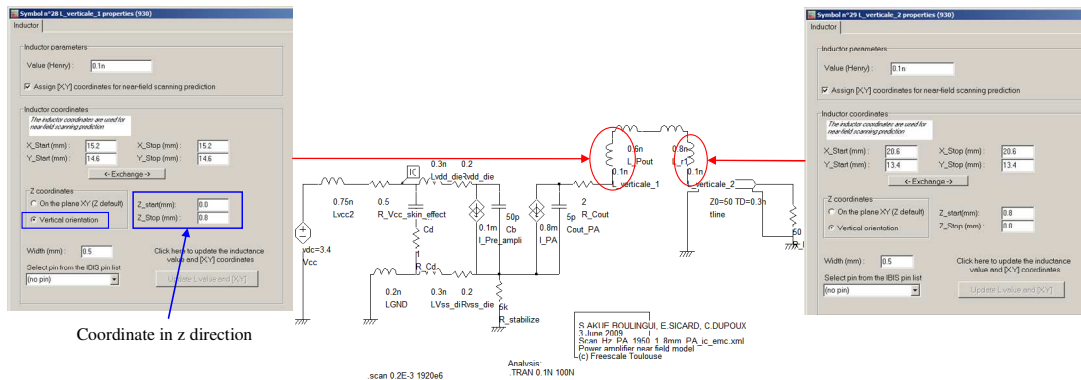 Symbol n°28 L_verticale_1 properties (930)
Inductor
Inductor parameters
Value (Henry) : 0.1n
Assign [X,Y] coordinates for near-field scanning prediction
Inductor coordinates
The inductor coordinates are used for
near-field scanning prediction
X_Start (mm) : 15.2 X_Stop (mm) : 15.2
Y_Start (mm) : 14.6 Y_Stop (mm) : 14.6
<- Exchange ->
Z coordinates
On the plane XY (Z default)
Vertical orientation
Z_start(mm): 0.0
Z_Stop (mm): 0.8
Width (mm) : 0.5
Click here to update the inductance
value and [X,Y] coordinates
Select pin from the IBIS pin list
(no pin)
Update L value and [X,Y]
Coordinate in z direction
Symbol n°29 L_verticale_2 properties (930)
Inductor
Inductor parameters
Value (Henry) : 0.1n
Assign [X,Y] coordinates for near-field scanning prediction
Inductor coordinates
The inductor coordinates are used for
near-field scanning prediction
X_Start (mm) : 20.6 X_Stop (mm) : 20.6
Y_Start (mm) : 13.4 Y_Stop (mm) : 13.4
<- Exchange ->
Z coordinates
On the plane XY (Z default)
Vertical orientation
Z_start(mm): 0.8
Z_Stop (mm): 0.0
Width (mm) : 0.5
Click here to update the inductance
value and [X,Y] coordinates
Select pin from the IBIS pin list
(no pin)
Update L value and [X,Y]
0.6n 0.8n
L_Pout L_r1
0.1n 0.1n
L_verticale_1 L_verticale_2
IC
0.3n 0.2
Lvdd_die Rvdd_die
0.75n
Lvcc2
0.5
R_Vcc_skin_effect
Cd
1
R_Cd
vdc=3.4
Vcc
0.1m
I_Pre_ampli
50p
Cb
0.8m
I_PA
5p
Cout_PA
2
R_Cout
Z0=50 TD=0.3n
tline
50
0.2n
LGND
0.3n 0.2
LVss_di Rvss_die
5k
R_stabilize
S.AKUE BOULINGUI, E.SICARD, C.DUPOUX
3 June 2009
Scan_Hz_PA_1950_1_8mm_PA_ic_emc.xml
Power amplifier near field model
(c) Freescale Toulouse
Analysis:
.scan 0.2E-3 1920e6
.TRAN 0.1N 100N